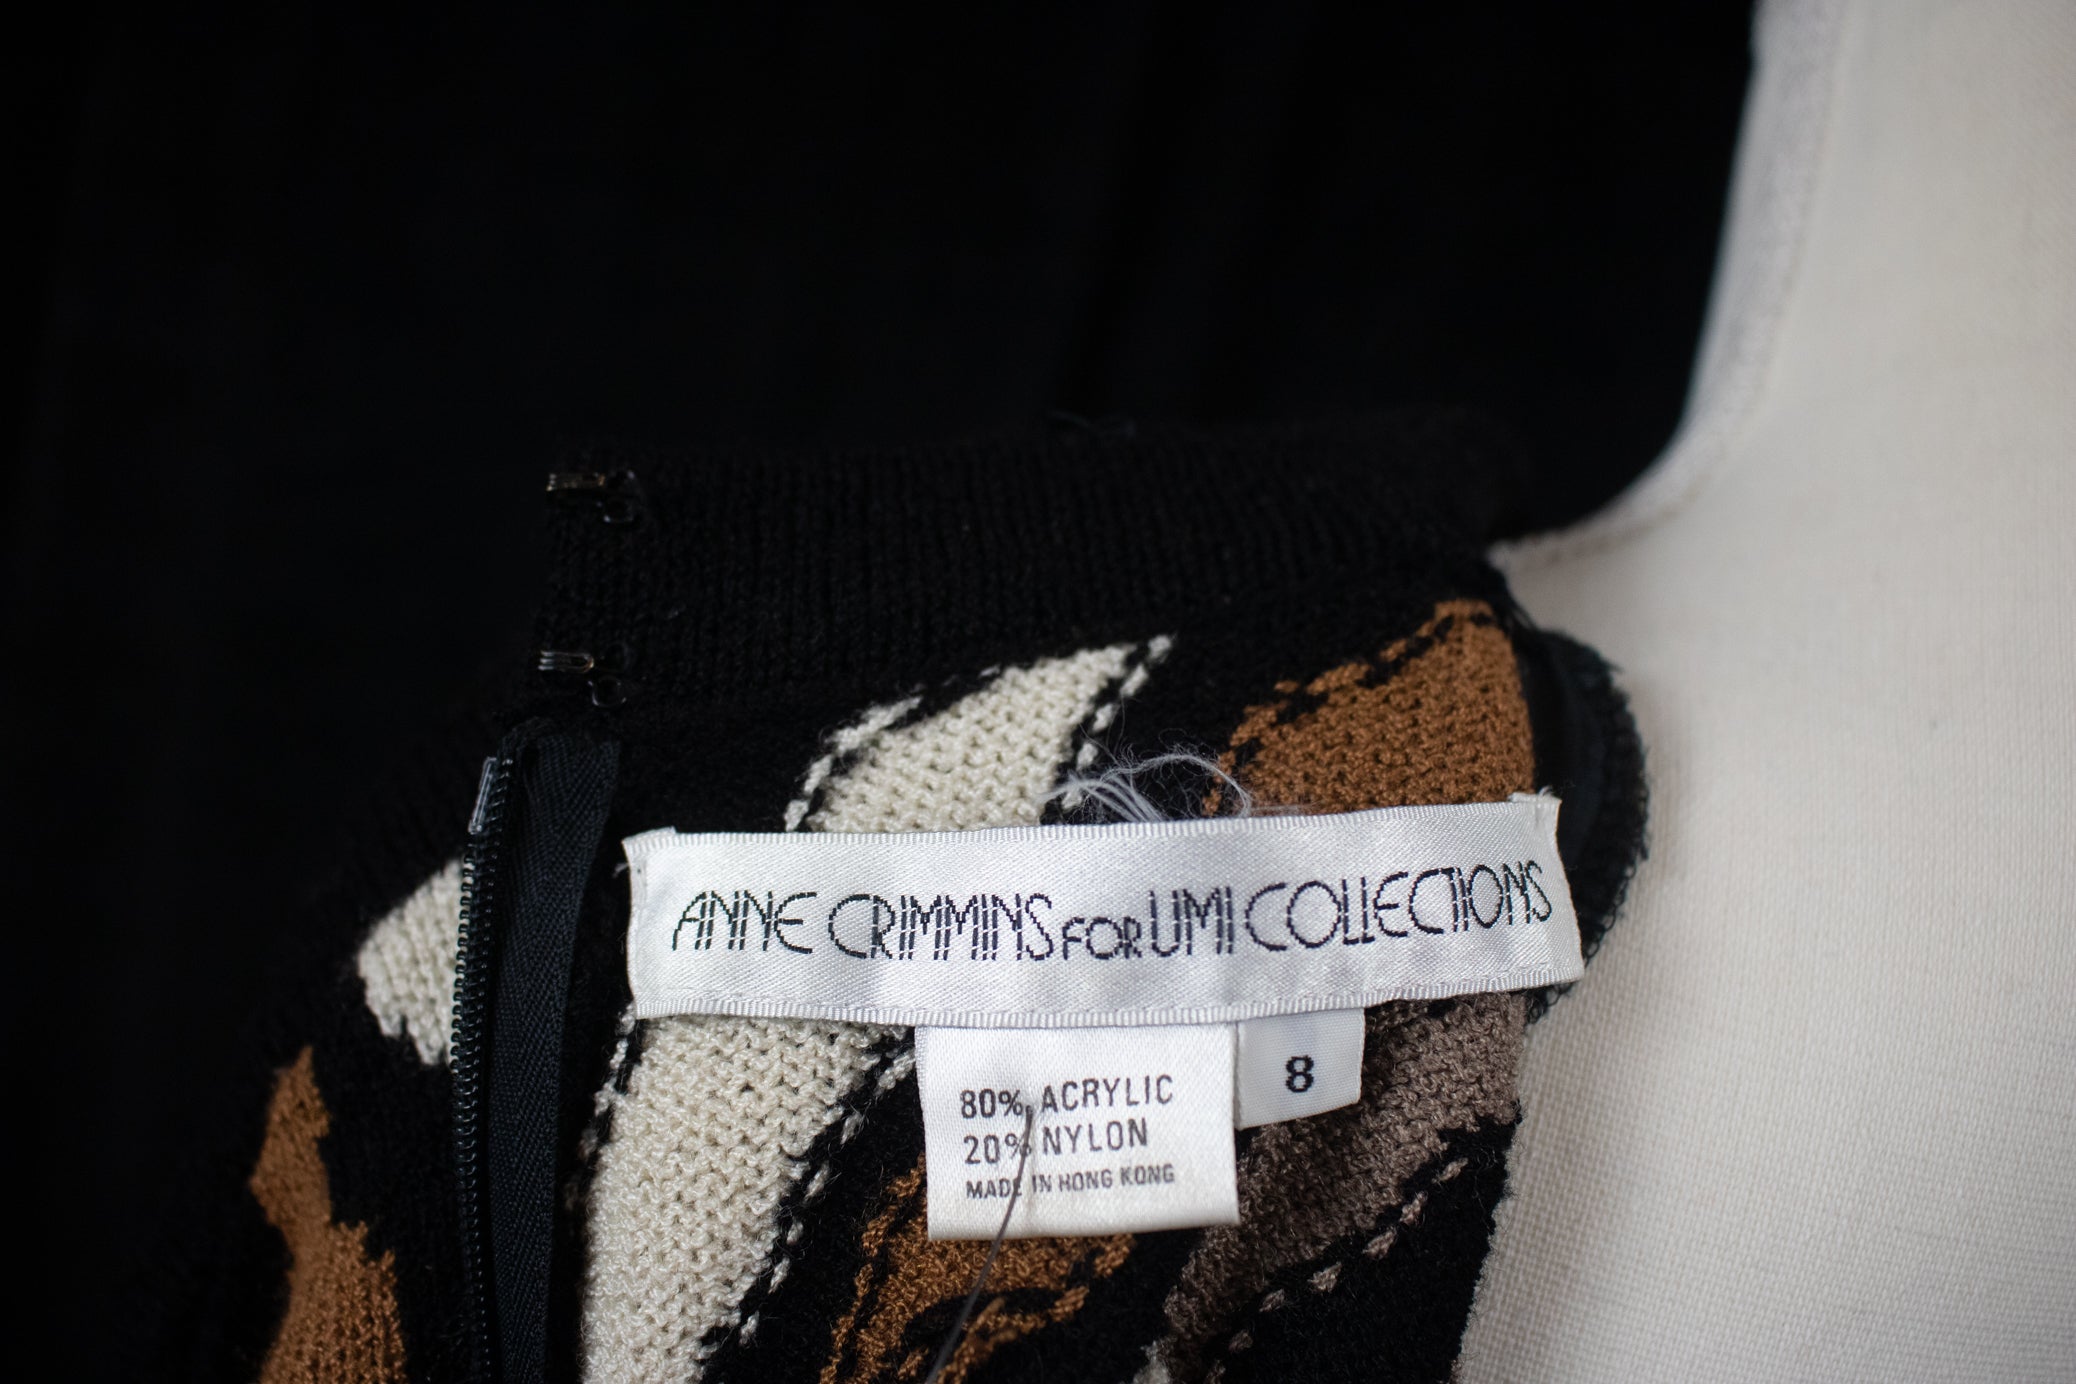 ANNE CRIMMINS FOR UMI COLLECTIONS
8
80% ACRYLIC
20% NYLON
MADE IN HONG KONG